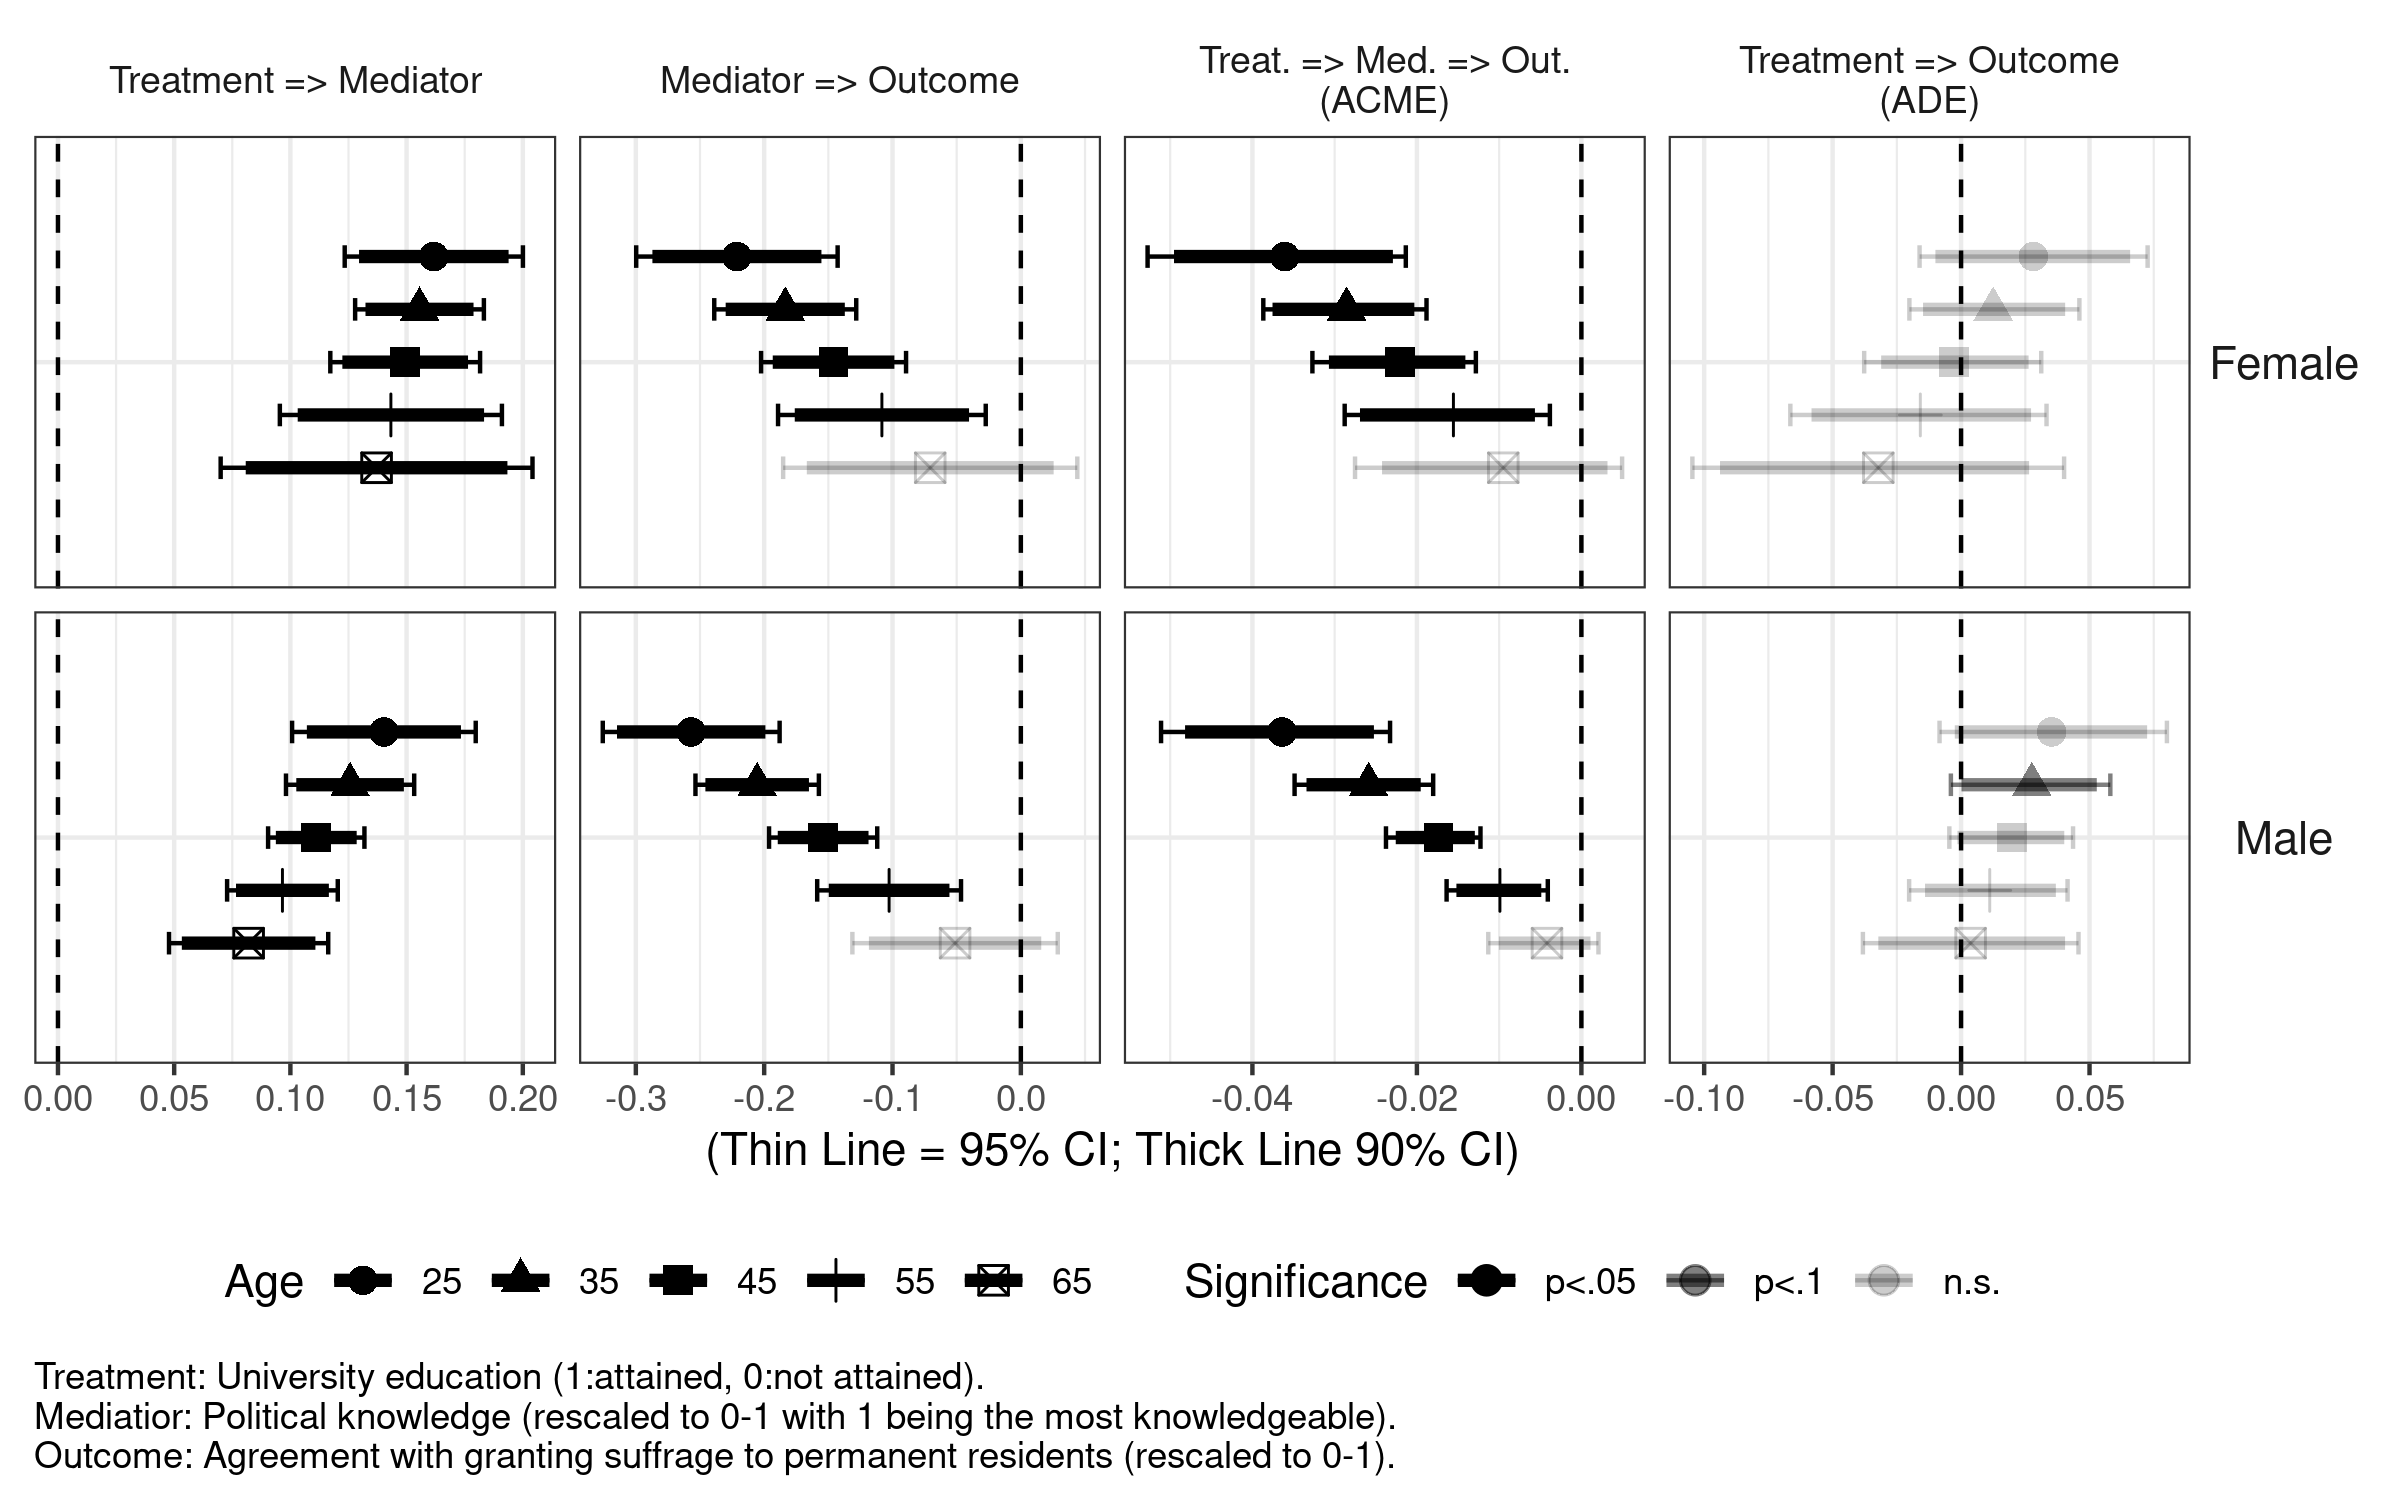 Treatment => Mediator
Mediator => Outcome
Treat. => Med. => Out.
(ACME)
Treatment => Outcome
(ADE)
Female
Male
0.00 0.05 0.10 0.15 0.20
-0.3 -0.2 -0.1 0.0
-0.04 -0.02 0.00
-0.10 -0.05 0.00 0.05
(Thin Line = 95% CI; Thick Line 90% CI)
Age 25 35 45 55 65 Significance p<.05 p<.1 n.s.
Treatment: University education (1:attained, 0:not attained).
Mediatior: Political knowledge (rescaled to 0-1 with 1 being the most knowledgeable).
Outcome: Agreement with granting suffrage to permanent residents (rescaled to 0-1).